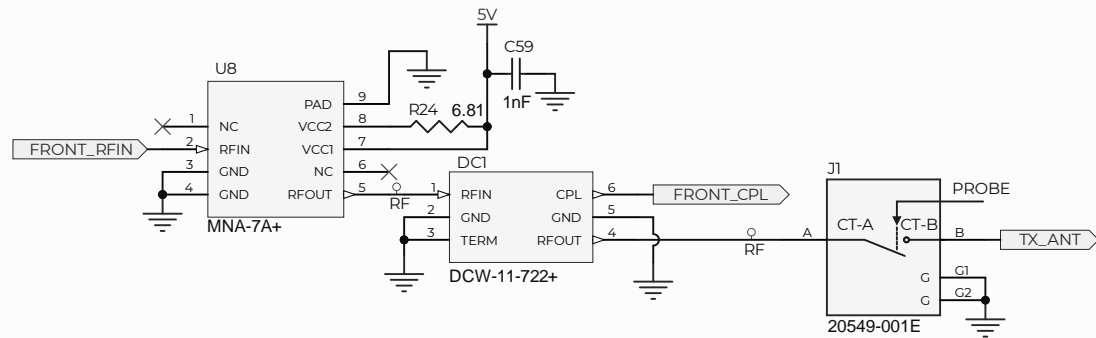 5V
C59
1nF
U8
PAD 9
R24 6.81
1 NC
VCC2 8
FRONT_RFIN
2 RFIN
VCC1 7
3 GND
NC 6
4 GND
RFOUT 5
MNA-7A+
RF
DC1
1 RFIN
CPL 6
FRONT_CPL
2 GND
GND 5
3 TERM
RFOUT 4
DCW-11-722+
RF
J1
PROBE
CT-A CT-B
A
B
TX_ANT
G G1
G G2
20549-001E